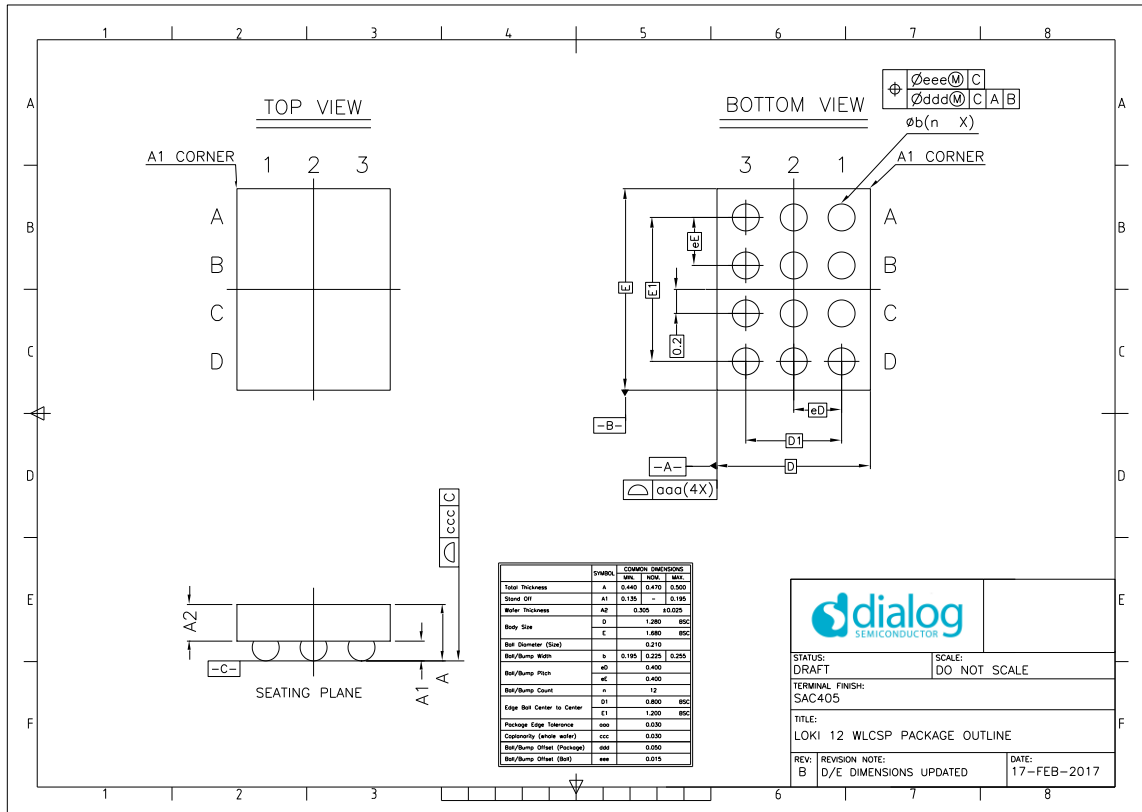 1 2 3 4 5 6 7 8
A A
B B
C C
D D
E E
F F
TOP VIEW
A1 CORNER
1 2 3
A
B
C
D
BOTTOM VIEW
Øeee Ⓜ C
Øddd Ⓜ C A B
øb(n X)
A1 CORNER
3 2 1
A
B
C
D
eE
E1
E
0.2
eD
D1
D
-B-
-A-
aaa(4X)
ccc C
A2
A1
A
-C-
SEATING PLANE
SYMBOL COMMON DIMENSIONS
MIN. NOM. MAX.
Total Thickness A 0.440 0.470 0.500
Stand Off A1 0.135 - 0.195
Wafer Thickness A2 0.305 ±0.025
Body Size D 1.280 BSC
E 1.680 BSC
Ball Diameter (Size) 0.210
Ball/Bump Width b 0.195 0.225 0.255
Ball/Bump Pitch eD 0.400
eE 0.400
Ball/Bump Count n 12
Edge Ball Center to Center D1 0.800 BSC
E1 1.200 BSC
Package Edge Tolerance aaa 0.030
Coplanarity (whole wafer) ccc 0.030
Ball/Bump Offset (Package) ddd 0.050
Ball/Bump Offset (Ball) eee 0.015
dialog
SEMICONDUCTOR
STATUS:
DRAFT
SCALE:
DO NOT SCALE
TERMINAL FINISH:
SAC405
TITLE:
LOKI 12 WLCSP PACKAGE OUTLINE
REV:
B
REVISION NOTE:
D/E DIMENSIONS UPDATED
DATE:
17-FEB-2017
1 2 3 6 7 8